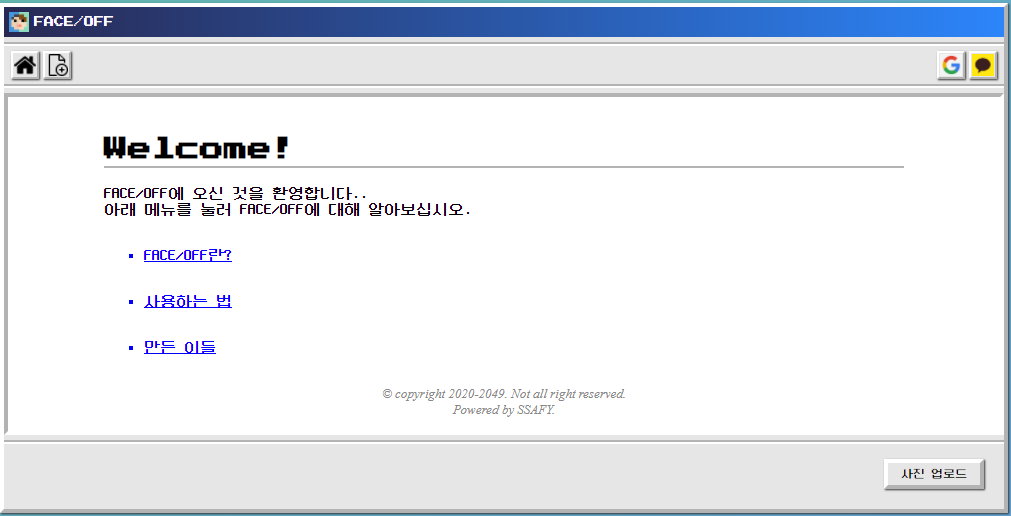 FACE/OFF
Welcome!
FACE/OFF에 오신 것을 환영합니다..
아래 메뉴를 눌러 FACE/OFF에 대해 알아보십시오.
FACE/OFF란?
사용하는 법
만든 이들
© copyright 2020-2049. Not all right reserved.
Powered by SSAFY.
사진 업로드